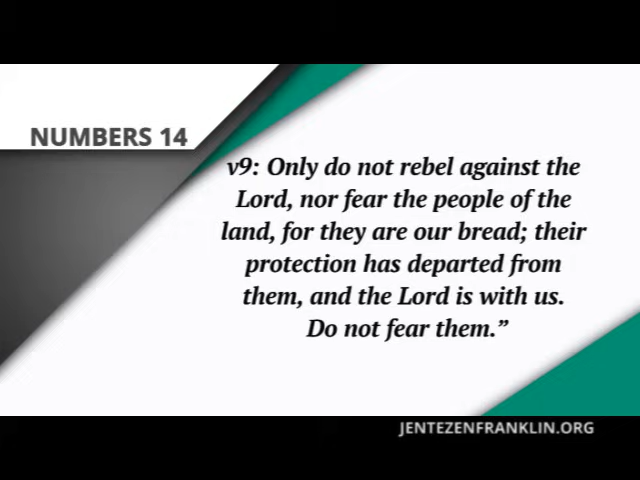 NUMBERS 14
v9: Only do not rebel against the
Lord, nor fear the people of the
land, for they are our bread; their
protection has departed from
them, and the Lord is with us.
Do not fear them.”
JENTEZENFRANKLIN.ORG